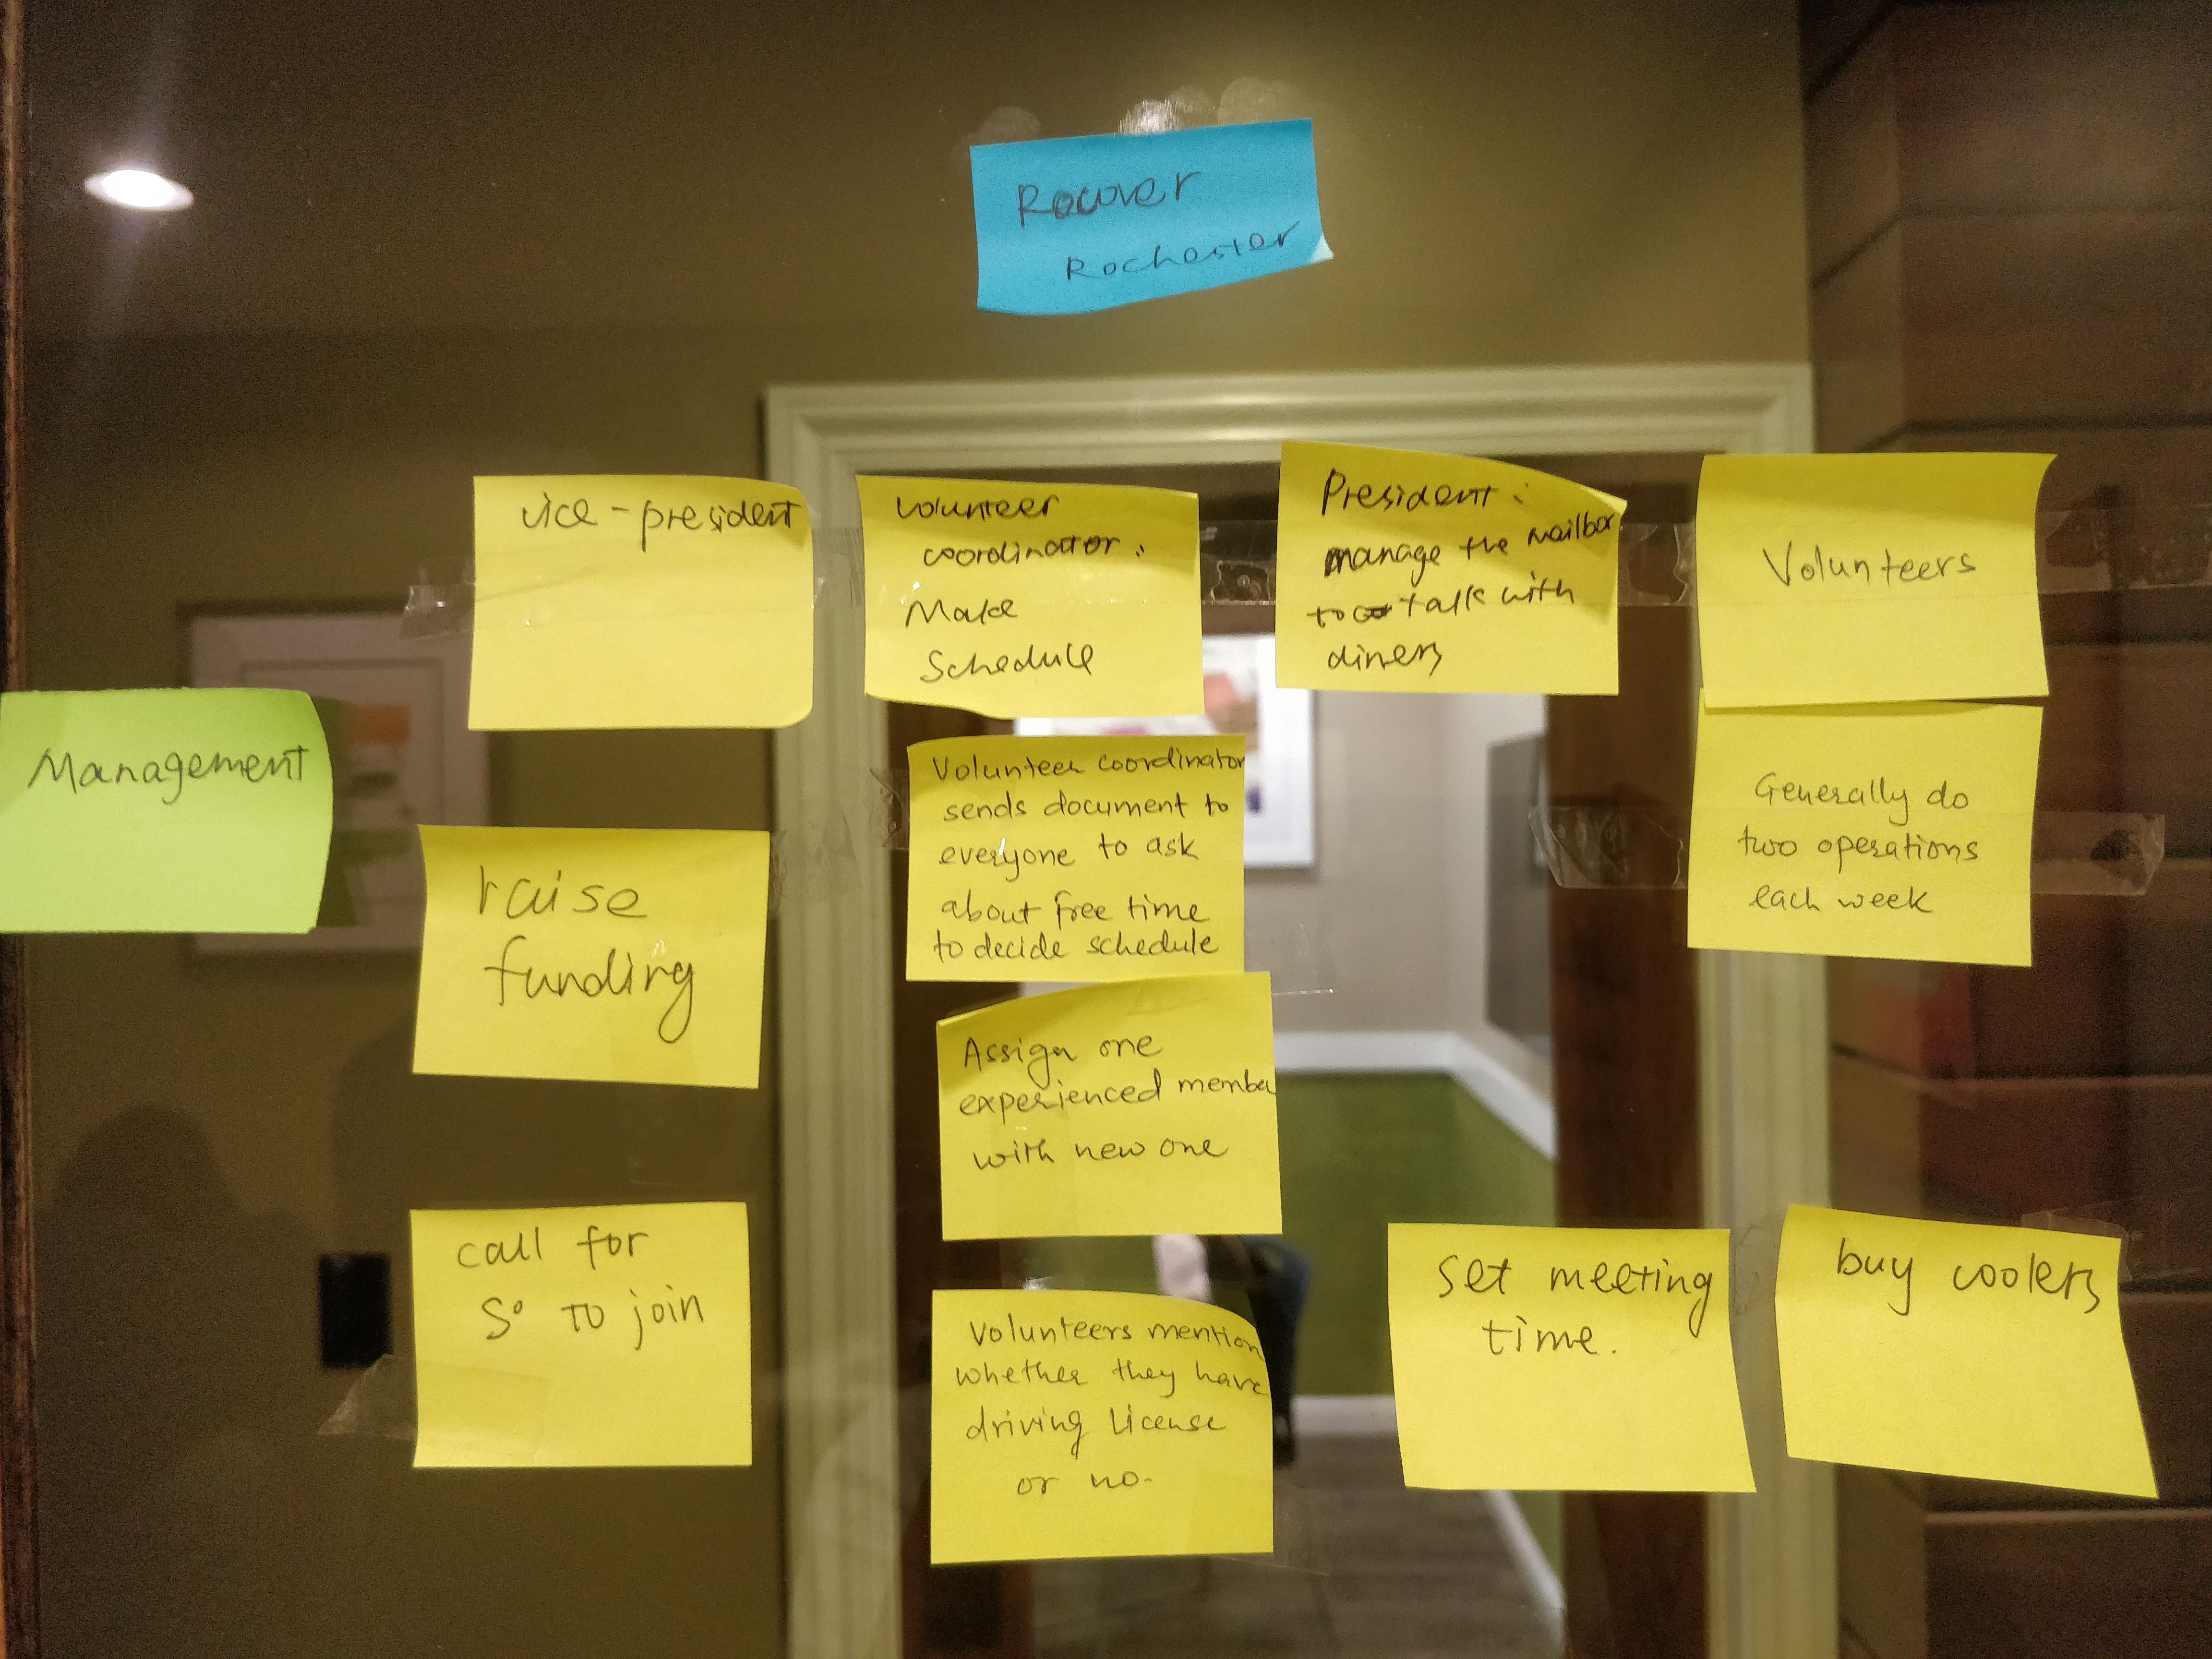 Recover
Rochester
Management
vice-president
raise
funding
call for
so to join
Volunteer
coordinator:
Make
Schedule
Volunteer coordinator
sends document to
everyone to ask
about free time
to decide schedule
Assign one
experienced member
with new one
Volunteers mention
whether they have
driving license
or no.
President:
manage the mailbox
to talk with
diners
set meeting
time.
Volunteers
Generally do
two operations
each week
buy coolers